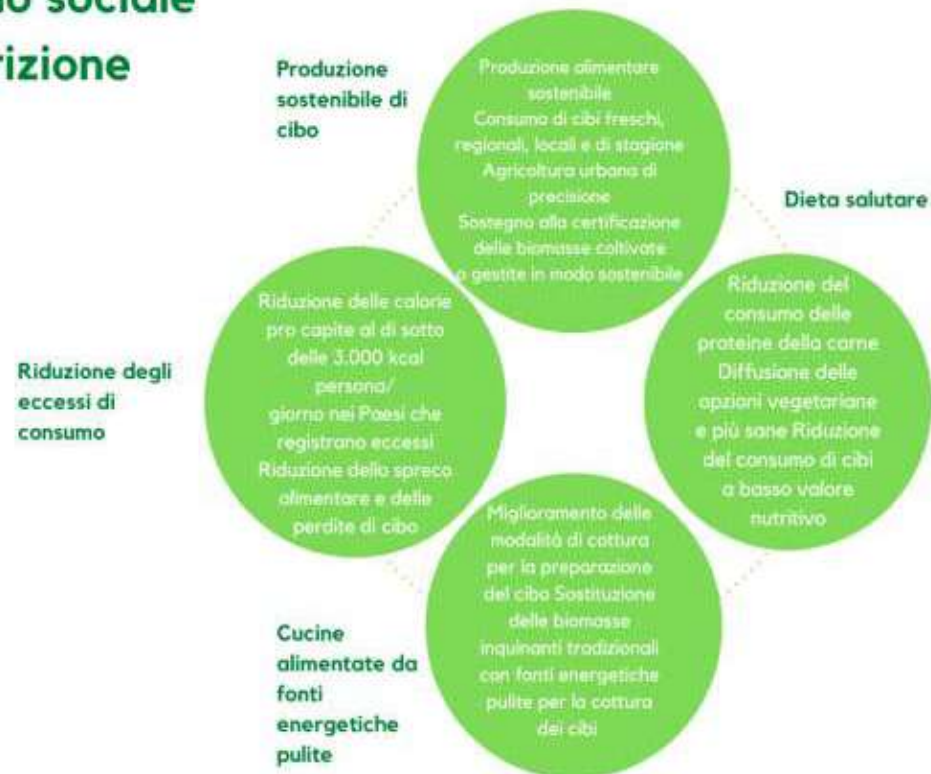 sociale
Produzione
sostenibile di
cibo
Produzione alimentare
sostenibile
Consumo di cibi freschi,
regionali, locali e di stagione
Agricoltura urbana di
precisione
Sostegno alla certificazione
delle biomasse coltivate
o gestite in modo sostenibile
Dieta salutare
Riduzione del
consumo delle
proteine della carne
Diffusione delle
opzioni vegetariane
e più sane Riduzione
del consumo di cibi
a basso valore
nutritivo
Riduzione degli
eccessi di
consumo
Riduzione delle calorie
pro capite al di sotto
delle 3.000 kcal
persona/
giorno nei Paesi che
registrano eccessi
Riduzione dello spreco
alimentare e delle
perdite di cibo
Cucine
alimentate da
fonti
energetiche
pulite
Miglioramento delle
modalità di cottura
per la preparazione
del cibo Sostituzione
delle biomasse
inquinanti tradizionali
con fonti energetiche
pulite per la cottura
dei cibi